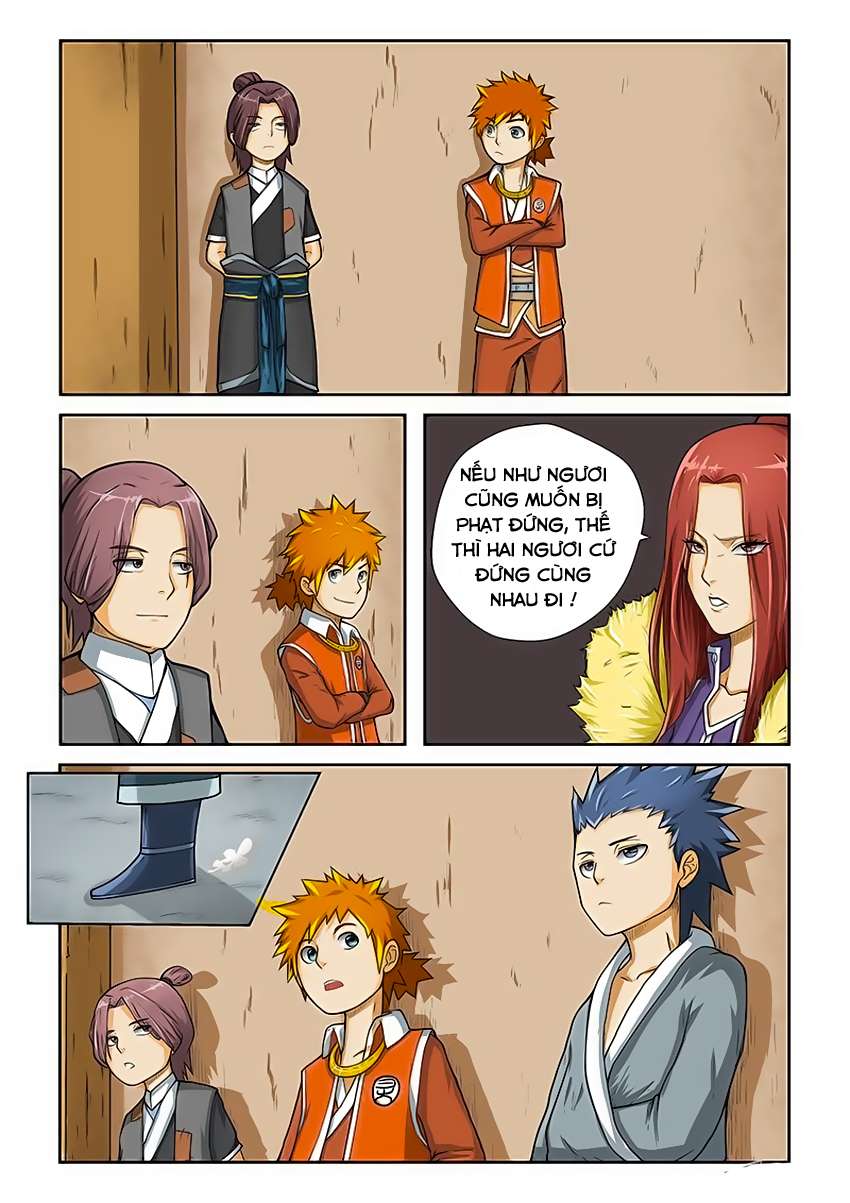 NẾU NHƯ NGƯƠI
CŨNG MUỐN BỊ
PHẠT ĐỨNG, THẾ
THÌ HAI NGƯƠI CỨ
ĐỨNG CÙNG
NHAU ĐI !